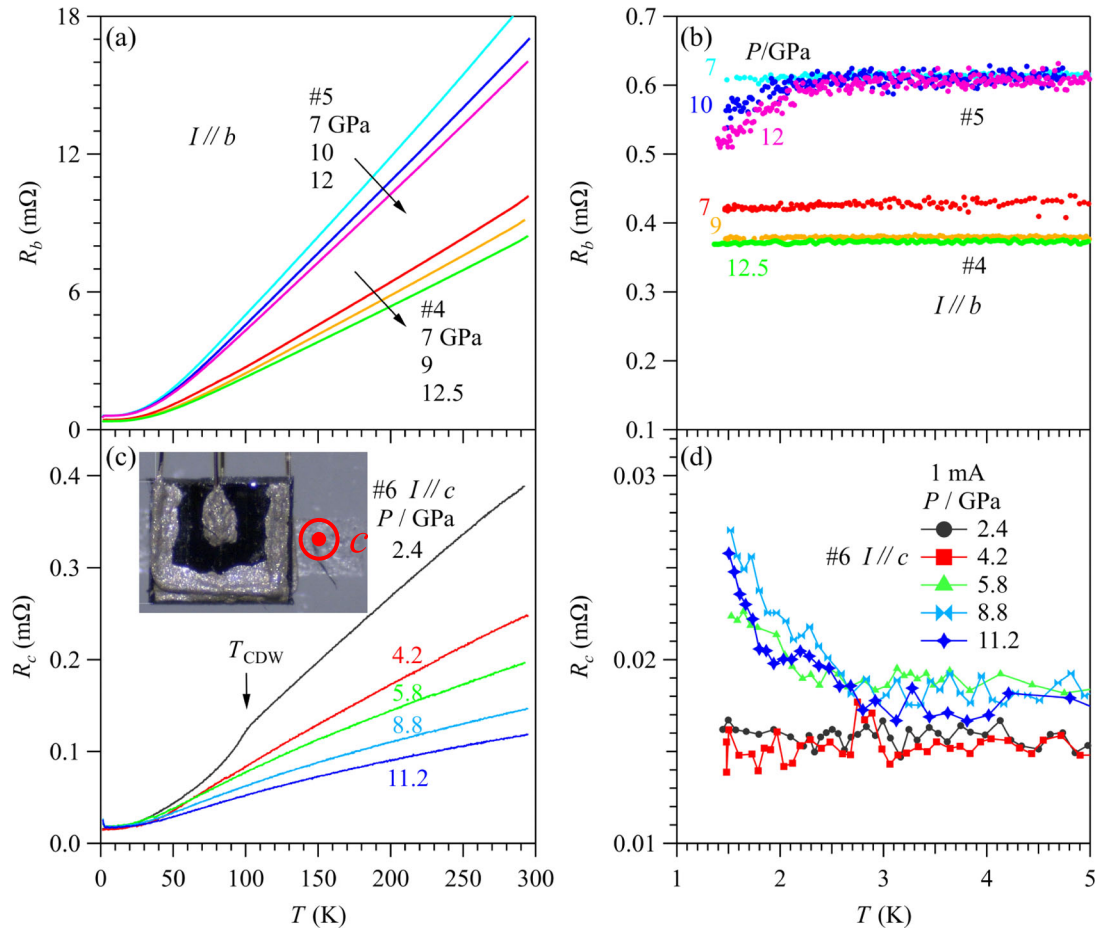 (a)
18
12
6
0
R_b (mΩ)
I // b
#5
7 GPa
10
12
#4
7 GPa
9
12.5
(b)
0.7
0.6
0.5
0.4
0.3
0.2
0.1
R_b (mΩ)
P/GPa
7
10
12
#5
7
9
12.5
#4
I // b
(c)
0.4
0.3
0.2
0.1
0.0
R_c (mΩ)
#6 I // c
P / GPa
2.4
c
T_CDW
4.2
5.8
8.8
11.2
0 50 100 150 200 250 300
T (K)
(d)
0.03
0.02
0.01
R_c (mΩ)
1 mA
P / GPa
2.4
#6 I // c
4.2
5.8
8.8
11.2
1 2 3 4 5
T (K)